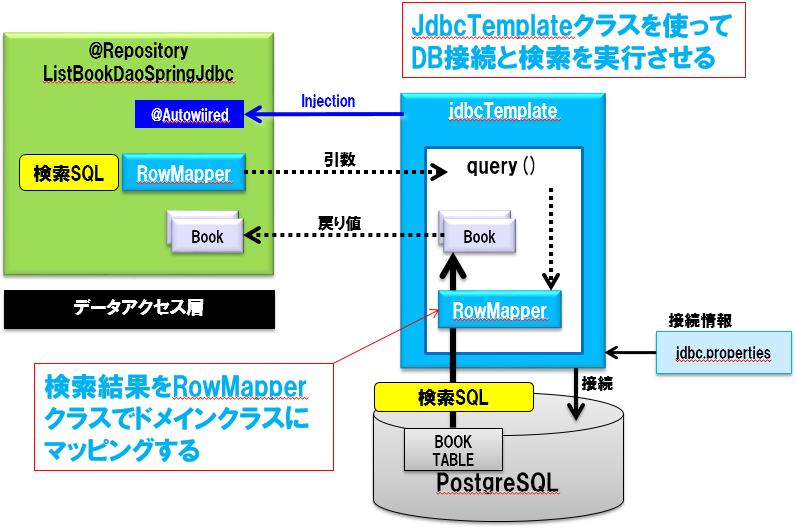 JdbcTemplateクラスを使って
DB接続と検索を実行させる
@Repository
ListBookDaoSpringJdbc
@Autowiired
Injection
jdbcTemplate
検索SQL
RowMapper
引数
query()
Book
戻り値
Book
RowMapper
データアクセス層
接続情報
jdbc.properties
検索結果をRowMapper
クラスでドメインクラスに
マッピングする
接続
検索SQL
BOOK
TABLE
PostgreSQL